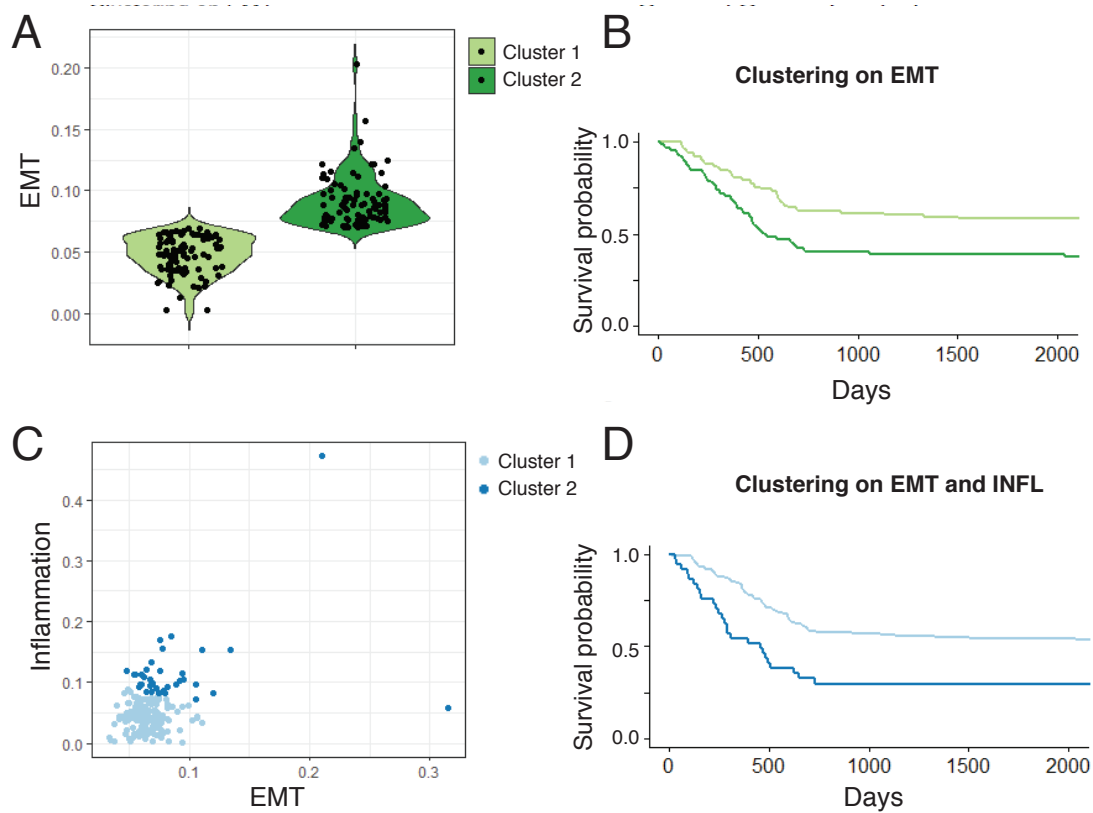 A
Cluster 1
Cluster 2
EMT
0.20
0.15
0.10
0.05
0.00
B
Clustering on EMT
Survival probability
1.0
0.5
0.0
0
500
1000
1500
2000
Days
C
Cluster 1
Cluster 2
Inflammation
0.4
0.3
0.2
0.1
0.0
0.1
0.2
0.3
EMT
D
Clustering on EMT and INFL
Survival probability
1.0
0.5
0.0
0
500
1000
1500
2000
Days